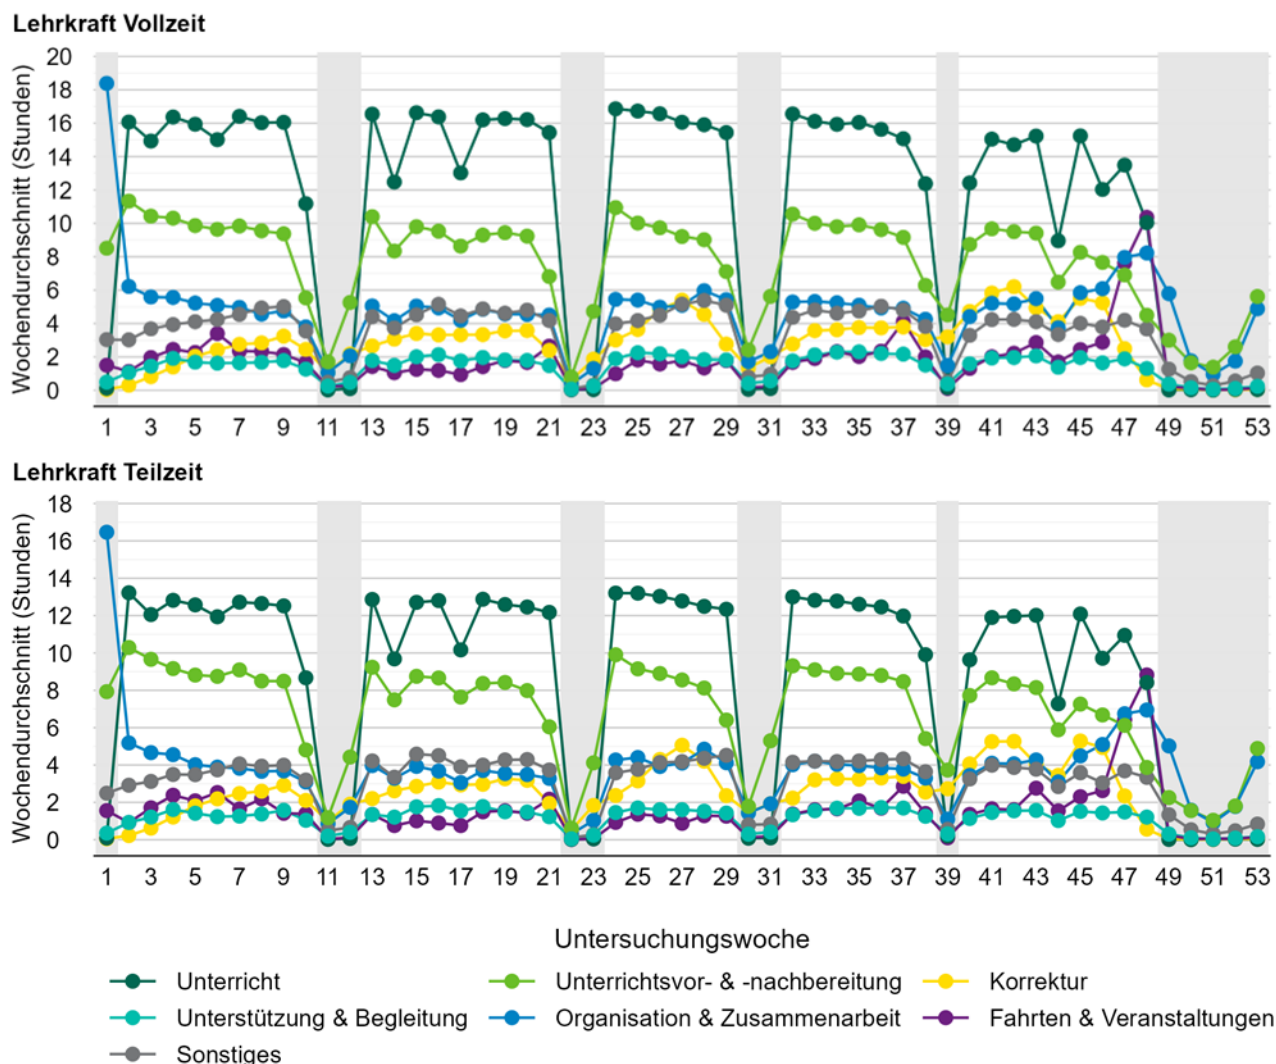 Lehrkraft Vollzeit
Wochendurchschnitt (Stunden)
20
18
16
14
12
10
8
6
4
2
0
1 3 5 7 9 11 13 15 17 19 21 23 25 27 29 31 33 35 37 39 41 43 45 47 49 51 53
Lehrkraft Teilzeit
Wochendurchschnitt (Stunden)
18
16
14
12
10
8
6
4
2
0
1 3 5 7 9 11 13 15 17 19 21 23 25 27 29 31 33 35 37 39 41 43 45 47 49 51 53
Untersuchungswoche
Unterricht Unterrichtsvor- & -nachbereitung Korrektur
Unterstützung & Begleitung Organisation & Zusammenarbeit Fahrten & Veranstaltungen
Sonstiges